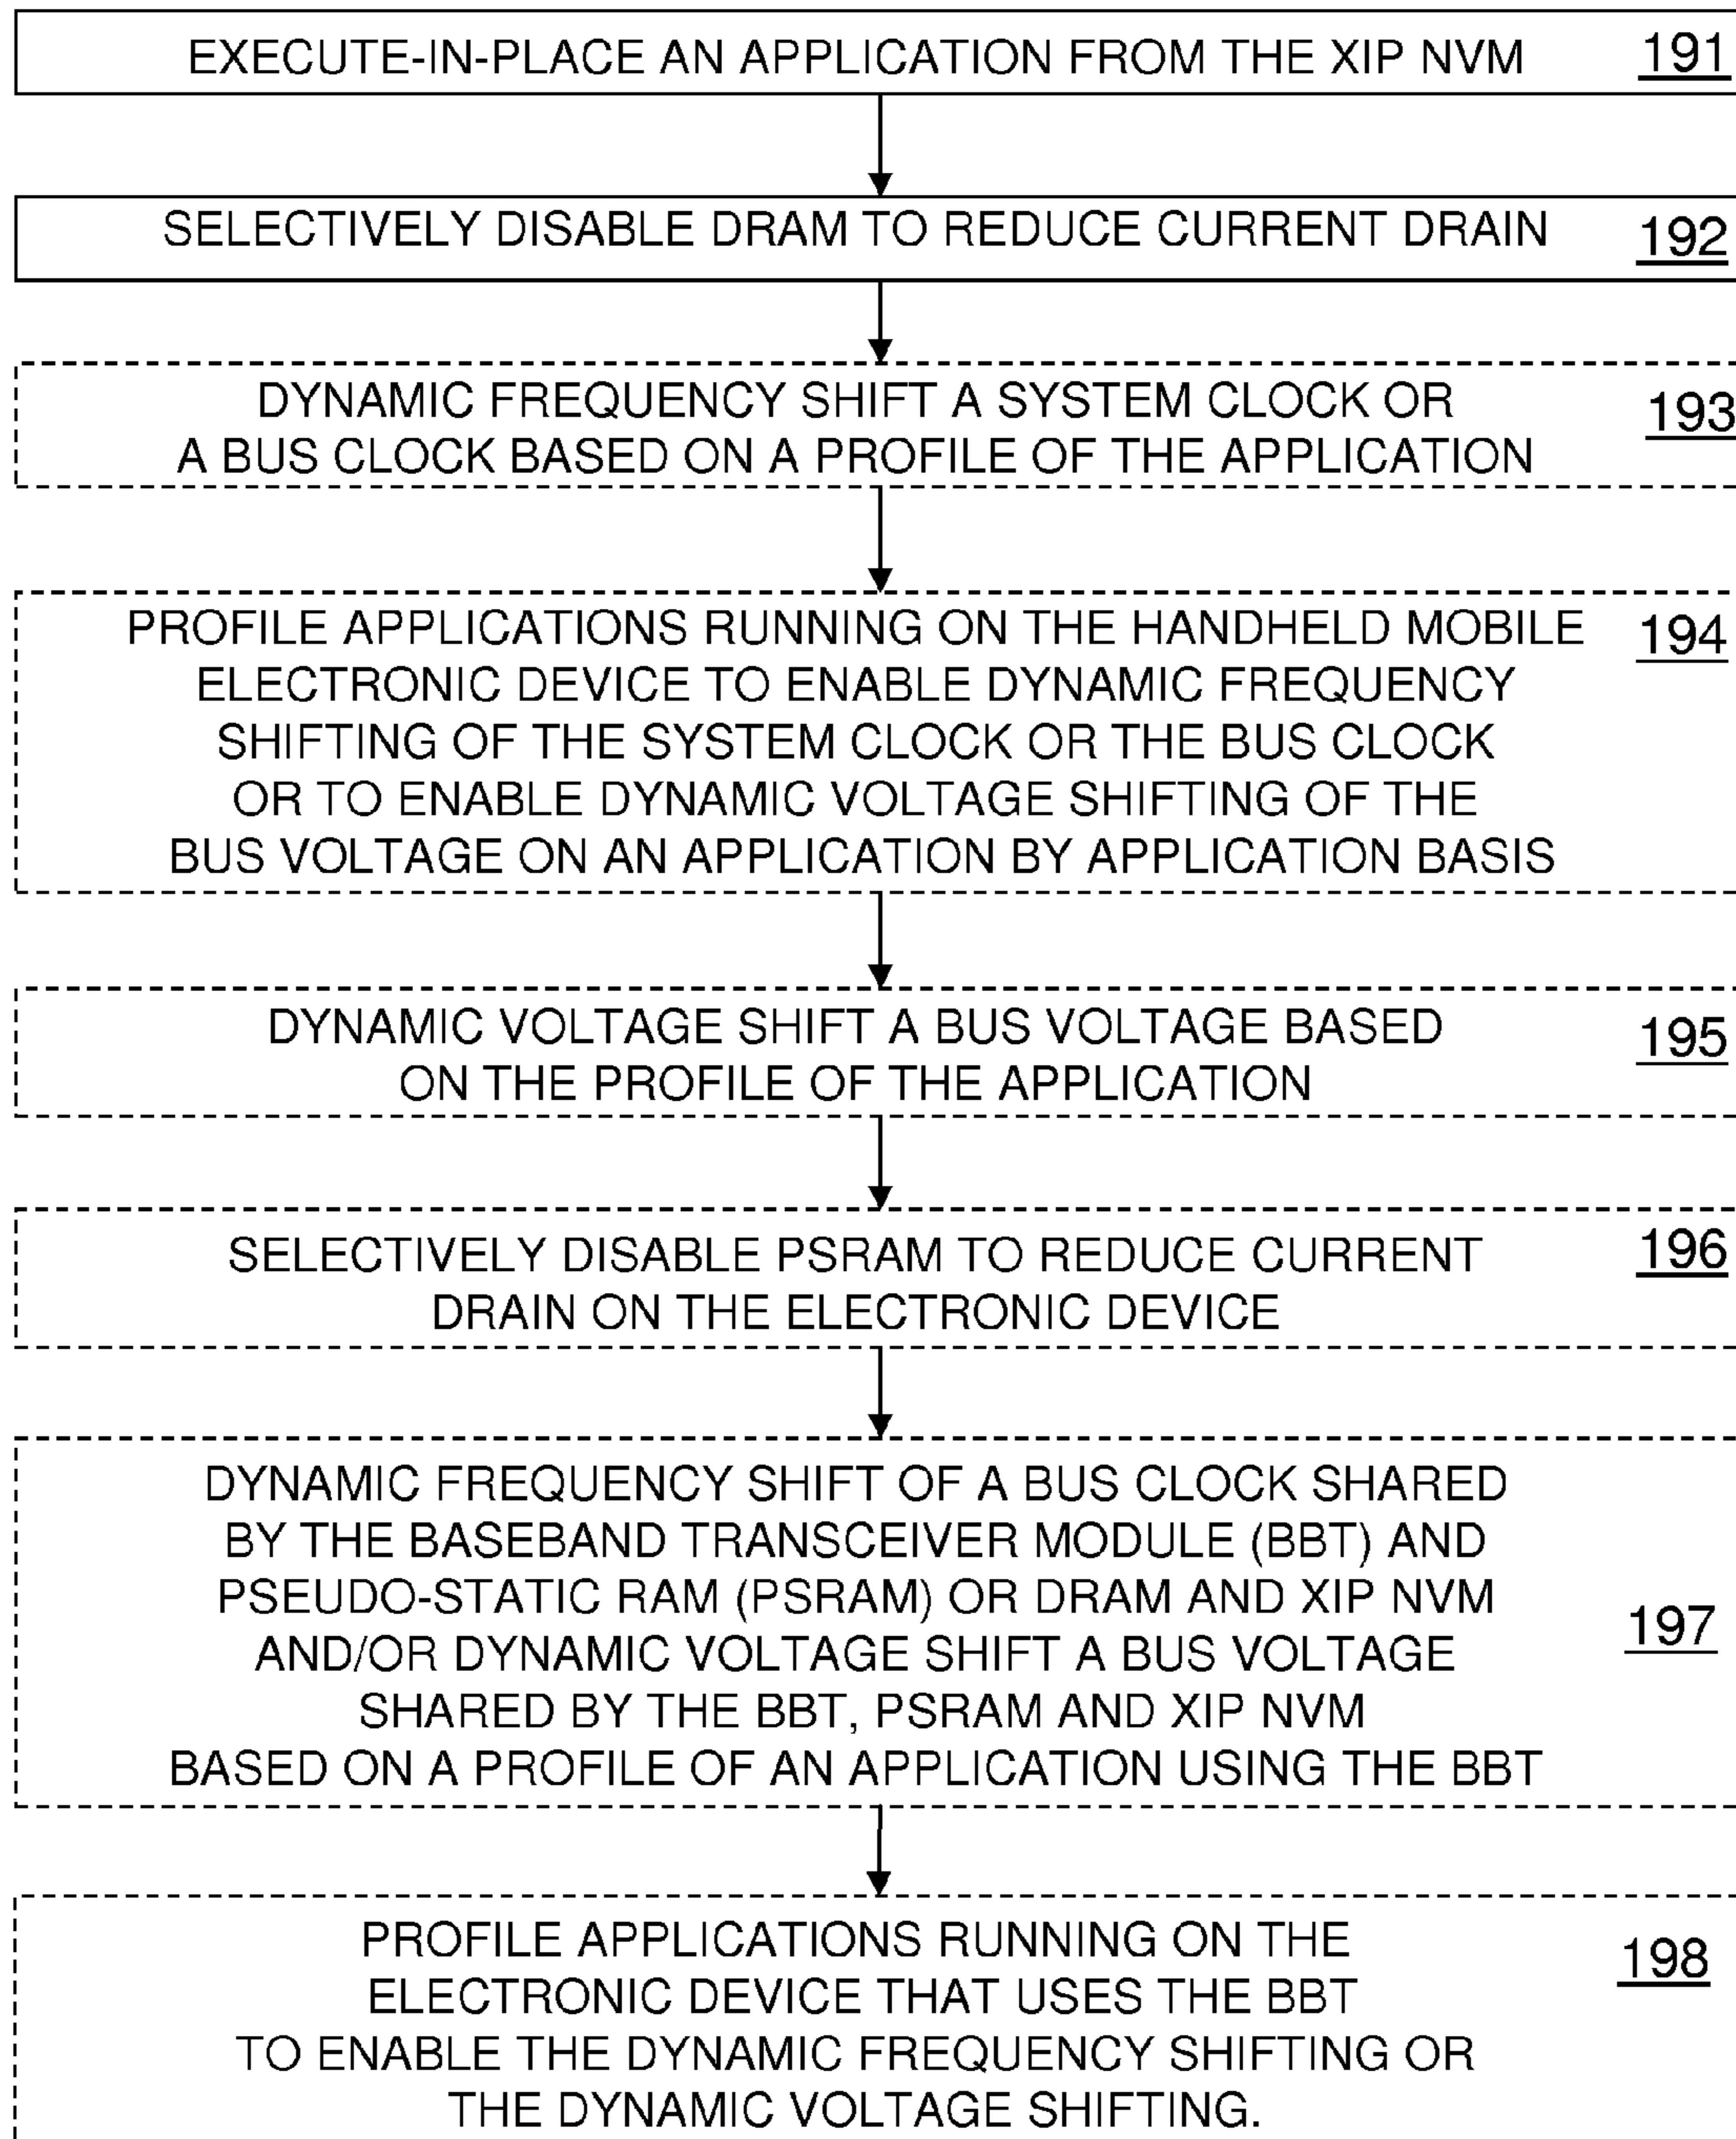 EXECUTE-IN-PLACE AN APPLICATION FROM THE XIP NVM 191
SELECTIVELY DISABLE DRAM TO REDUCE CURRENT DRAIN 192
DYNAMIC FREQUENCY SHIFT A SYSTEM CLOCK OR 193
A BUS CLOCK BASED ON A PROFILE OF THE APPLICATION
PROFILE APPLICATIONS RUNNING ON THE HANDHELD MOBILE 194
ELECTRONIC DEVICE TO ENABLE DYNAMIC FREQUENCY
SHIFTING OF THE SYSTEM CLOCK OR THE BUS CLOCK
OR TO ENABLE DYNAMIC VOLTAGE SHIFTING OF THE
BUS VOLTAGE ON AN APPLICATION BY APPLICATION BASIS
DYNAMIC VOLTAGE SHIFT A BUS VOLTAGE BASED 195
ON THE PROFILE OF THE APPLICATION
SELECTIVELY DISABLE PSRAM TO REDUCE CURRENT 196
DRAIN ON THE ELECTRONIC DEVICE
DYNAMIC FREQUENCY SHIFT OF A BUS CLOCK SHARED
BY THE BASEBAND TRANSCEIVER MODULE (BBT) AND
PSEUDO-STATIC RAM (PSRAM) OR DRAM AND XIP NVM 197
AND/OR DYNAMIC VOLTAGE SHIFT A BUS VOLTAGE
SHARED BY THE BBT, PSRAM AND XIP NVM
BASED ON A PROFILE OF AN APPLICATION USING THE BBT
PROFILE APPLICATIONS RUNNING ON THE 198
ELECTRONIC DEVICE THAT USES THE BBT
TO ENABLE THE DYNAMIC FREQUENCY SHIFTING OR
THE DYNAMIC VOLTAGE SHIFTING.